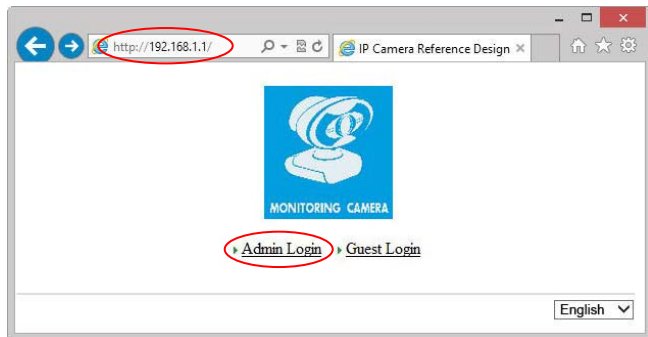 http://192.168.1.1/
IP Camera Reference Design
MONITORING CAMERA
Admin Login Guest Login
English